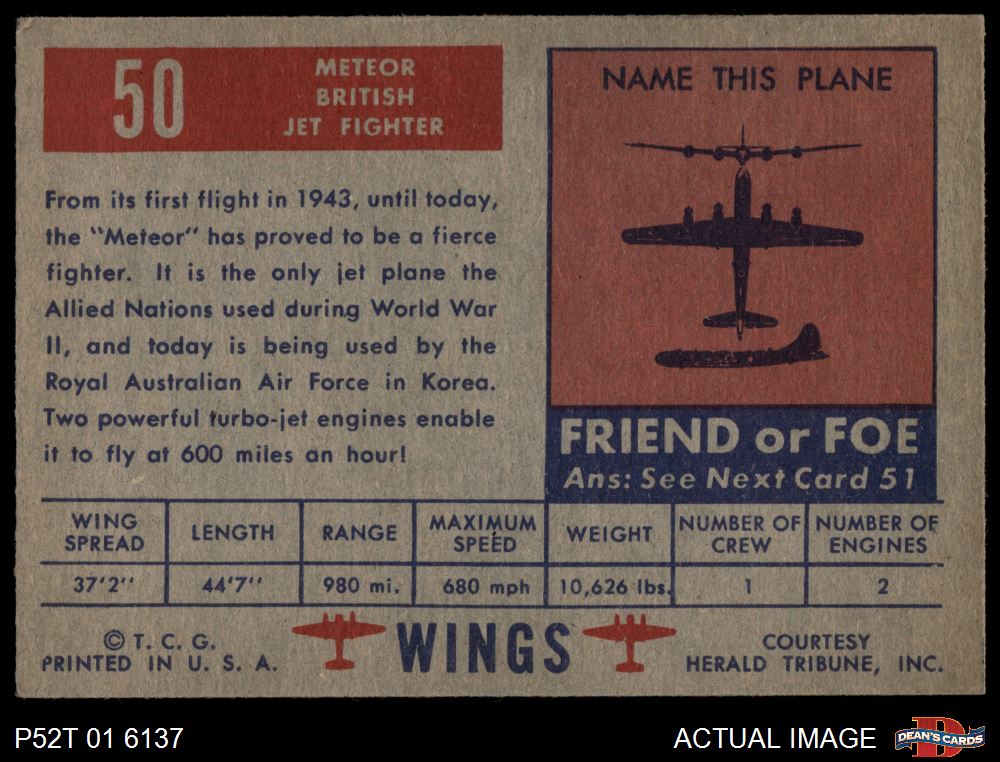 50
METEOR
BRITISH
JET FIGHTER
From its first flight in 1943, until today,
the "Meteor" has proved to be a fierce
fighter. It is the only jet plane the
Allied Nations used during World War
II, and today is being used by the
Royal Australian Air Force in Korea.
Two powerful turbo-jet engines enable
it to fly at 600 miles an hour!
NAME THIS PLANE
FRIEND or FOE
Ans: See Next Card 51
WING SPREAD LENGTH RANGE MAXIMUM SPEED WEIGHT NUMBER OF CREW NUMBER OF ENGINES
37'2'' 44'7'' 980 mi. 680 mph 10,626 lbs. 1 2
© T. C. G.
PRINTED IN U. S. A.
WINGS
COURTESY
HERALD TRIBUNE, INC.
P52T 01 6137
ACTUAL IMAGE
D
DEAN'S CARDS